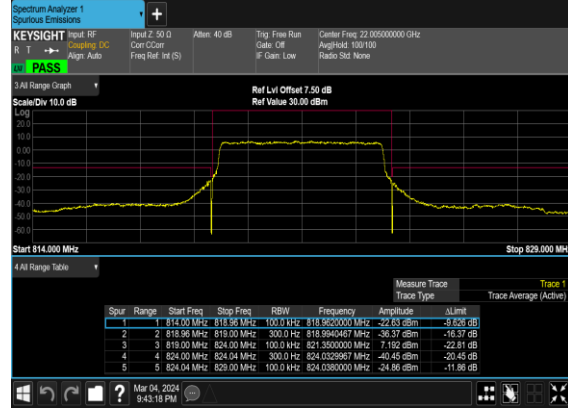 Spectrum Analyzer 1
Spurious Emissions
+
KEYSIGHT Input: RF Input Z: 50 Ω Atten: 40 dB Trig: Free Run Center Freq: 22.005000000 GHz
R T Coupling: DC Corr CCorr Gate: Off Avg|Hold: 100/100
Align: Auto Freq Ref: Int (S) IF Gain: Low Radio Std: None
PASS
3 All Range Graph
Ref Lvl Offset 7.50 dB
Scale/Div 10.0 dB Ref Value 30.00 dBm
Log
20.0
10.0
0.00
-10.0
-20.0
-30.0
-40.0
-50.0
-60.0
Start 814.000 MHz Stop 829.000 MH
4 All Range Table
Measure Trace Trace 1
Trace Type Trace Average (Active)
Spur Range Start Freq Stop Freq RBW Frequency Amplitude ΔLimit
1 1 814.00 MHz 818.96 MHz 100.0 kHz 818.9620000 MHz -22.63 dBm -9.626 dB
2 2 818.96 MHz 819.00 MHz 300.0 Hz 818.9940467 MHz -36.37 dBm -16.37 dB
3 3 819.00 MHz 824.00 MHz 100.0 kHz 821.3500000 MHz 7.192 dBm -22.81 dB
4 4 824.00 MHz 824.04 MHz 300.0 Hz 824.0329967 MHz -40.45 dBm -20.45 dB
5 5 824.04 MHz 829.00 MHz 100.0 kHz 824.0380000 MHz -24.86 dBm -11.86 dB
? Mar 04, 2024
9:43:18 PM